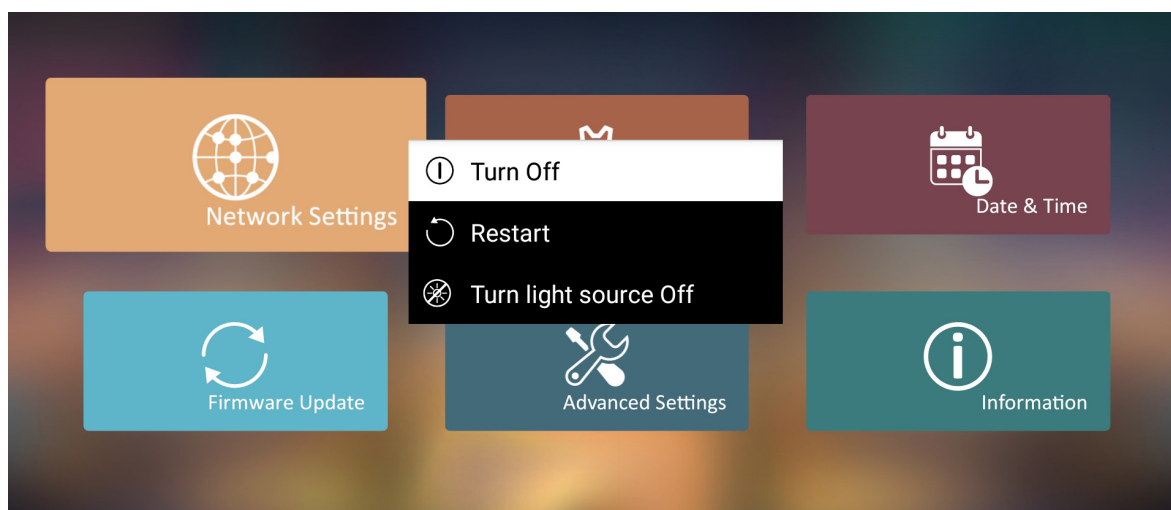 Network Settings
Date & Time
Turn Off
Restart
Turn light source Off
Firmware Update
Advanced Settings
Information